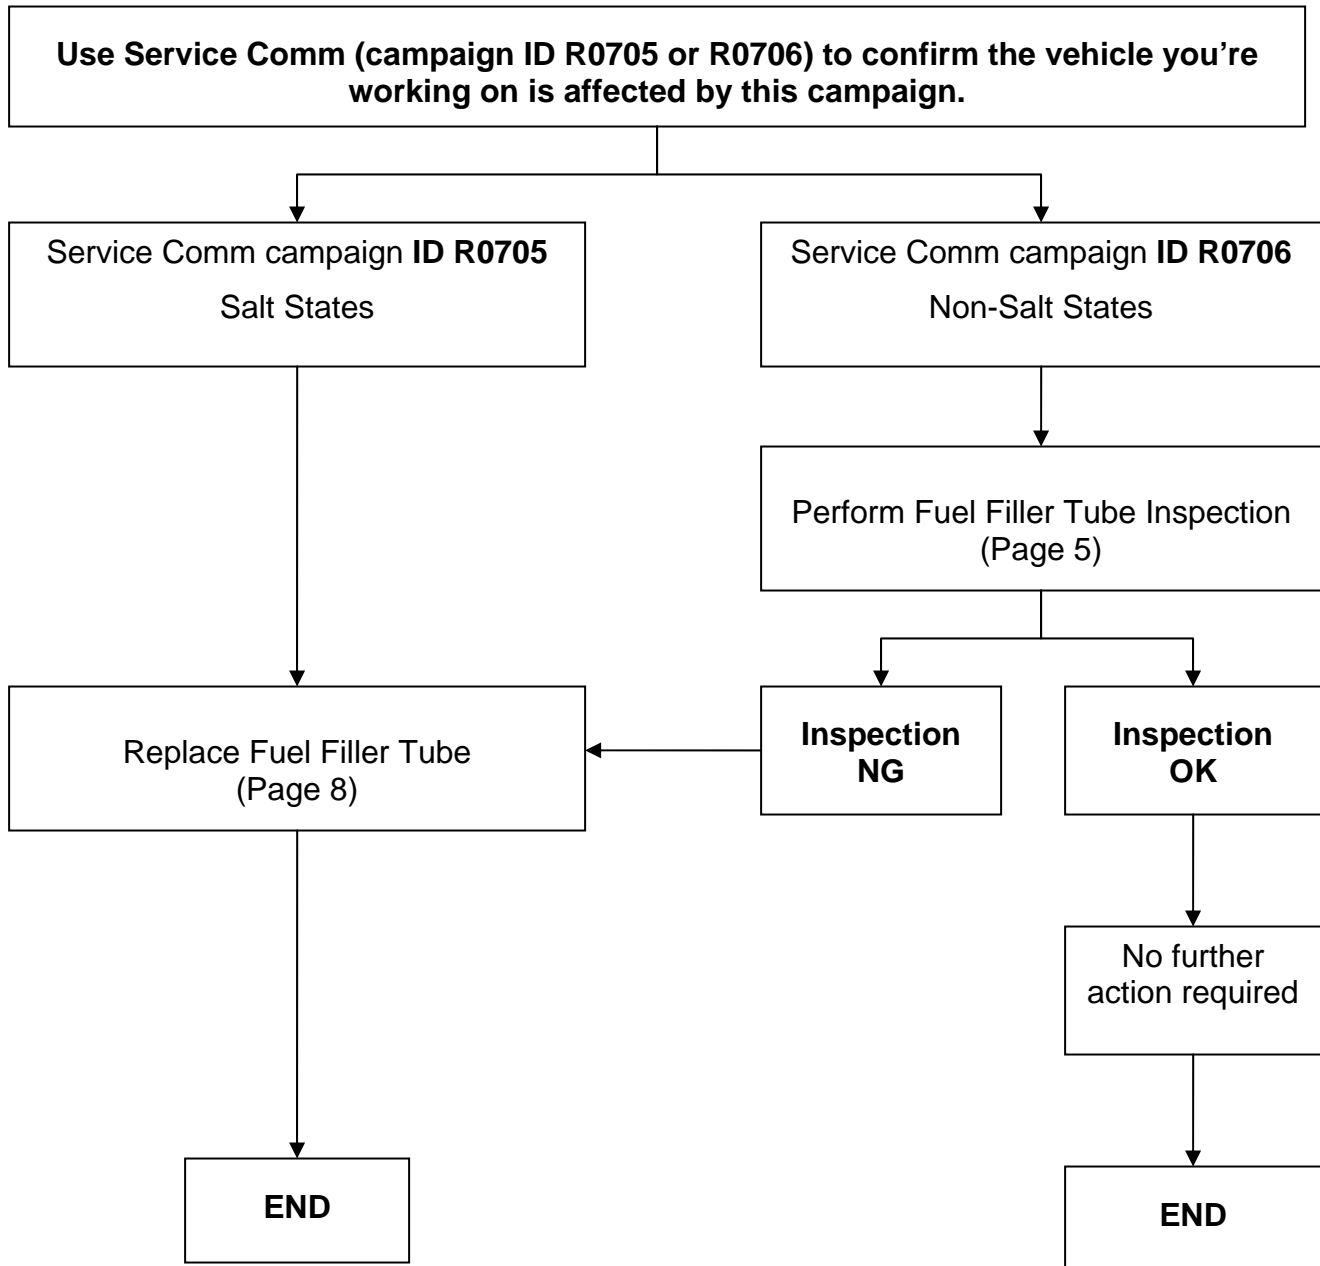 Use Service Comm (campaign ID R0705 or R0706) to confirm the vehicle you’re
working on is affected by this campaign.
Service Comm campaign ID R0705
Salt States
Service Comm campaign ID R0706
Non-Salt States
Perform Fuel Filler Tube Inspection
(Page 5)
Replace Fuel Filler Tube
(Page 8)
Inspection
NG
Inspection
OK
No further
action required
END
END